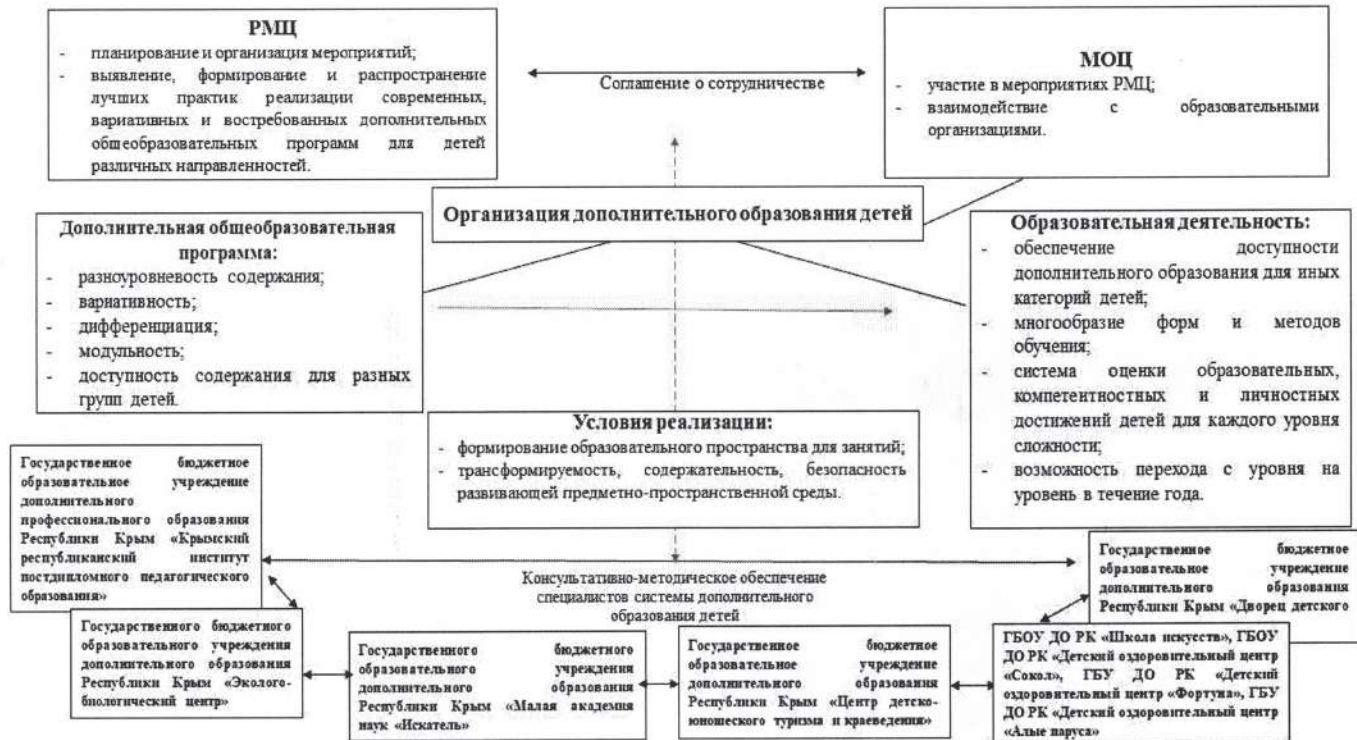 РМЦ
- планирование и организация мероприятий;
- выявление, формирование и распространение
лучших практик реализации современных,
вариативных и востребованных дополнительных
общеобразовательных программ для детей
различных направленностей.
Соглашение о сотрудничестве
МОЦ
- участие в мероприятиях РМЦ;
- взаимодействие с образовательными
организациями.
Организация дополнительного образования детей
Дополнительная общеобразовательная
программа:
- разноуровневость содержания;
- вариативность;
- дифференциация;
- модульность;
- доступность содержания для разных
групп детей.
Образовательная деятельность:
- обеспечение доступности
дополнительного образования для иных
категорий детей;
- многообразие форм и методов
обучения;
- система оценки образовательных,
компетентностных и личностных
достижений детей для каждого уровня
сложности;
- возможность перехода с уровня на
уровень в течение года.
Условия реализации:
- формирование образовательного пространства для занятий;
- трансформируемость, содержательность, безопасность
развивающей предметно-пространственной среды.
Государственное бюджетное
образовательное учреждение
дополнительного
профессионального образования
Республики Крым «Крымский
республиканский институт
постдипломного педагогического
образования»
Консультативно-методическое обеспечение
специалистов системы дополнительного
образования детей
Государственное бюджетное
образовательное учреждение
дополнительного образования
Республики Крым «Дворец детского
Государственного бюджетного
образовательного учреждения
дополнительного образования
Республики Крым «Эколого-
биологический центр»
Государственного бюджетного
образовательного учреждения
дополнительного образования
Республики Крым «Малая академия
наук «Искатель»
Государственное бюджетное
образовательное учреждение
дополнительного образования
Республики Крым «Центр детско-
юношеского туризма и краеведения»
ГБОУ ДО РК «Школа искусств», ГБОУ
ДО РК «Детский оздоровительный центр
«Сокол», ГБУ ДО РК «Детский
оздоровительный центр «Фортуна», ГБУ
ДО РК «Детский оздоровительный центр
«Алые паруса»